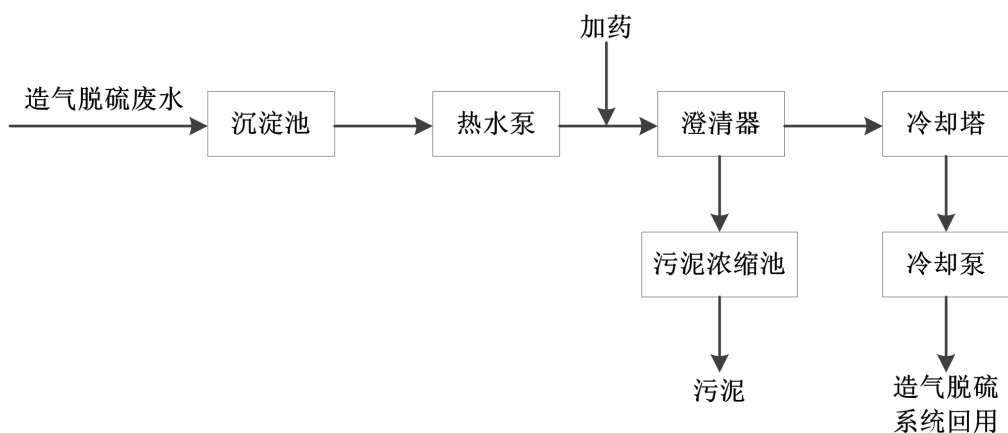 加药
造气脱硫废水
沉淀池
热水泵
澄清器
冷却塔
污泥浓缩池
冷却泵
污泥
造气脱硫
系统回用